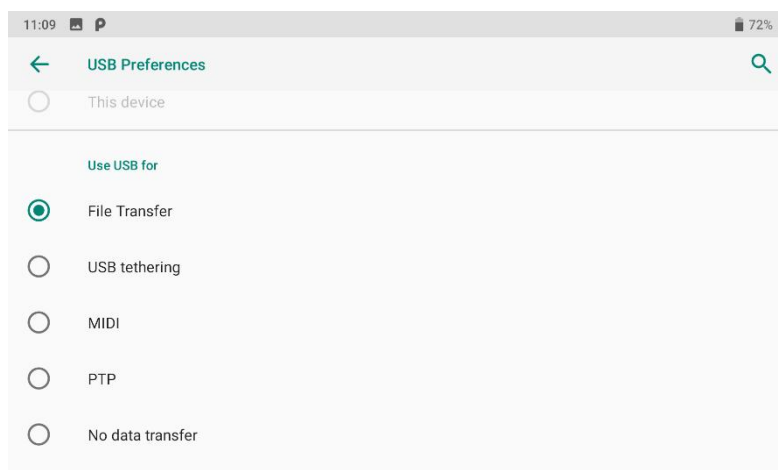 11:09 72%
USB Preferences
This device
Use USB for
File Transfer
USB tethering
MIDI
PTP
No data transfer